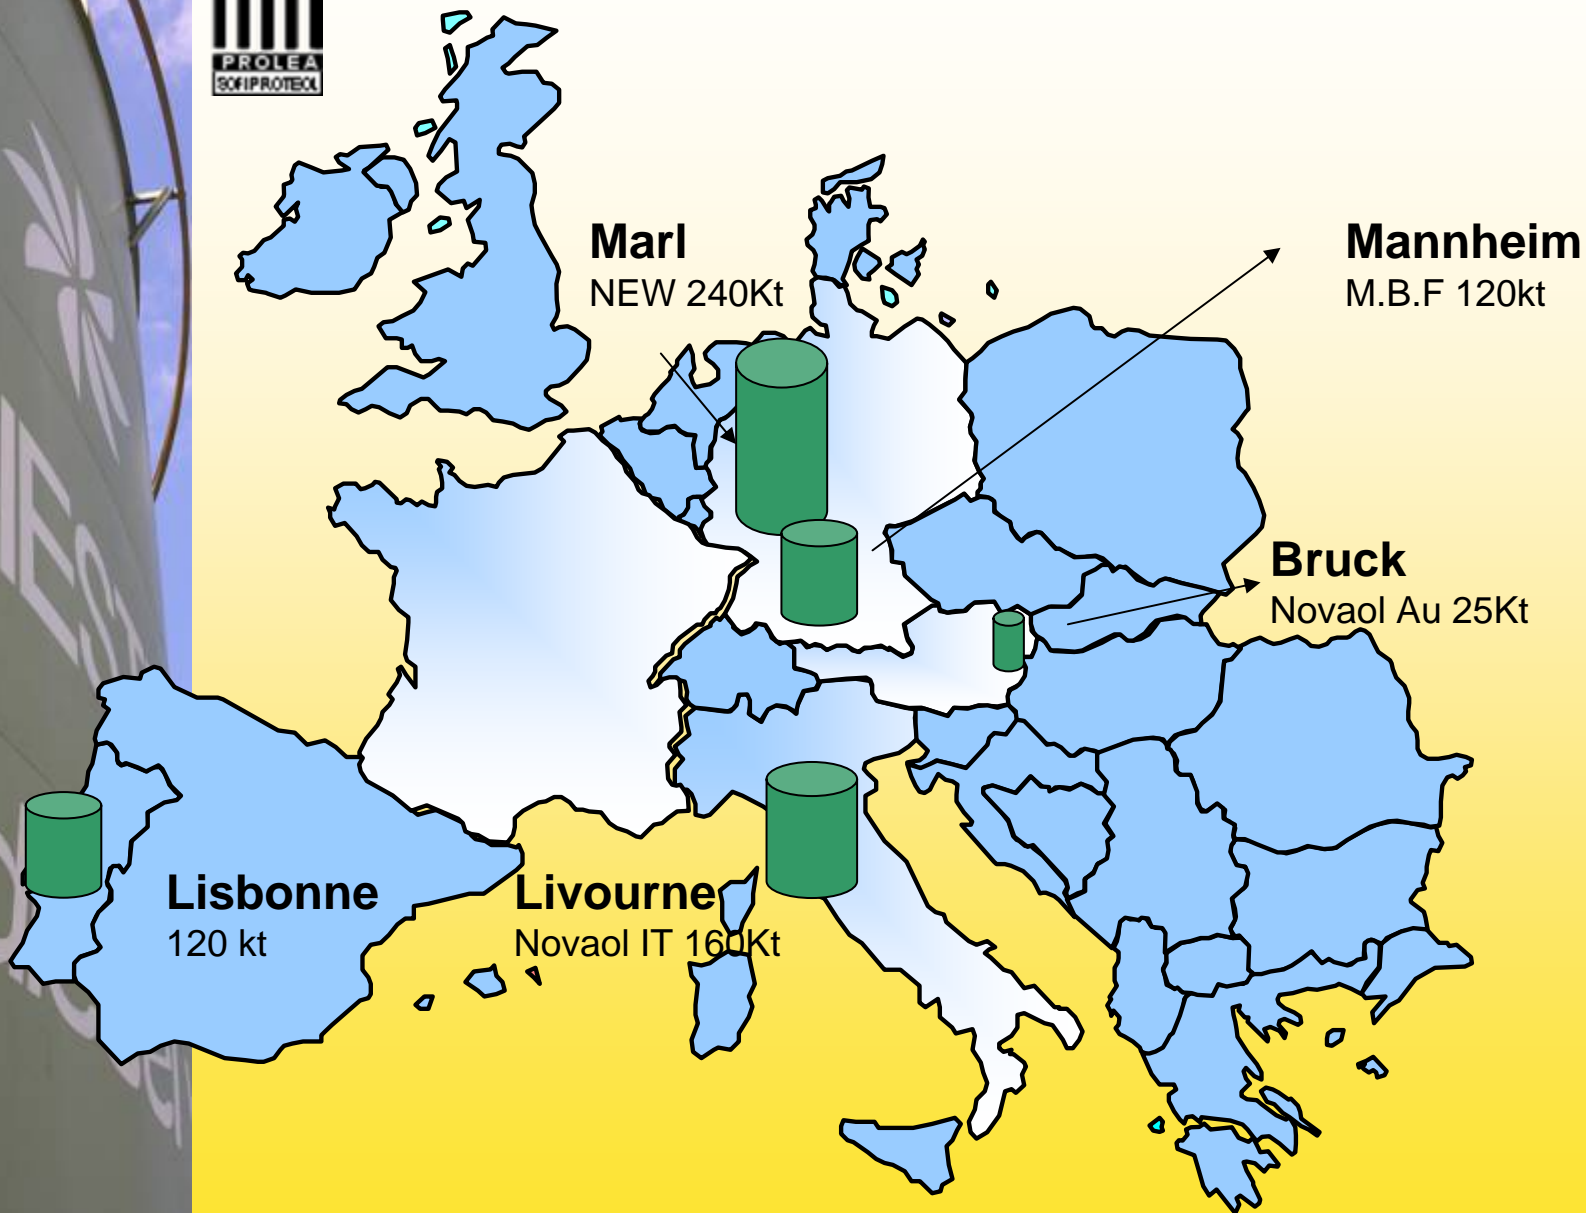 PROLEA
SOFIPROTEOL
Marl
NEW 240Kt
Mannheim
M.B.F 120kt
Bruck
Novaol Au 25Kt
Lisbonne
120 kt
Livourne
Novaol IT 160Kt